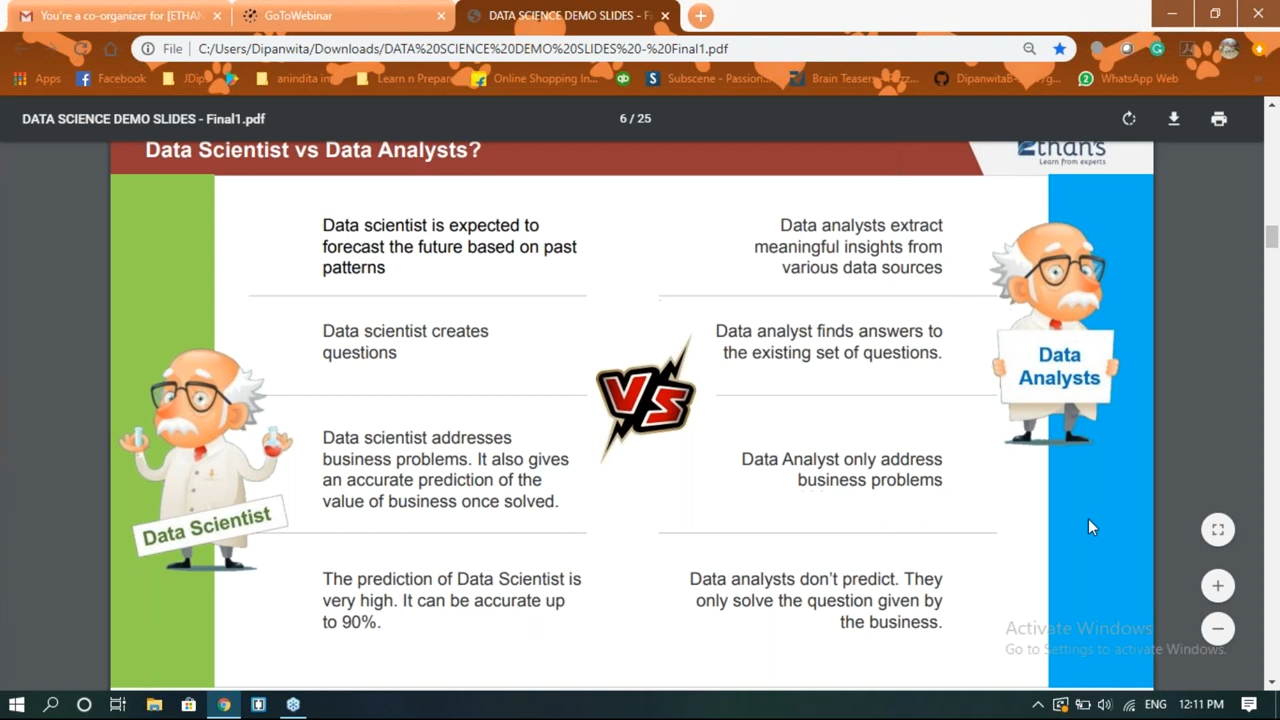 You're a co-organizer for [ETHAN
GoToWebinar
DATA SCIENCE DEMO SLIDES - F
File
C:/Users/Dipanwita/Downloads/DATA%20SCIENCE%20DEMO%20SLIDES%20-%20Final1.pdf
Apps
Facebook
JDips
anindita ini
Learn n Prepare
Online Shopping In...
Subscene - Passion...
Brain Teasers
DipanwitaB
WhatsApp Web
DATA SCIENCE DEMO SLIDES - Final1.pdf
6 / 25
Data Scientist vs Data Analysts?
Ethan's
Learn from experts
Data scientist is expected to
forecast the future based on past
patterns
Data analysts extract
meaningful insights from
various data sources
Data scientist creates
questions
Data analyst finds answers to
the existing set of questions.
VS
Data
Analysts
Data scientist addresses
business problems. It also gives
an accurate prediction of the
value of business once solved.
Data Analyst only address
business problems
Data Scientist
The prediction of Data Scientist is
very high. It can be accurate up
to 90%.
Data analysts don't predict. They
only solve the question given by
the business.
Activate Windows
Go to Settings to activate Windows.
ENG
12:11 PM